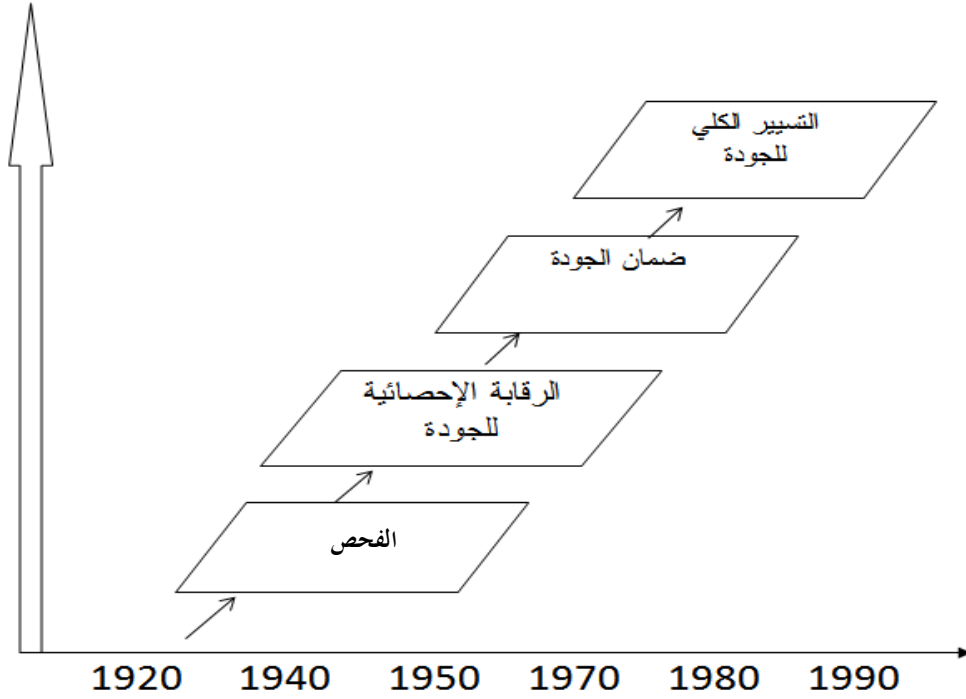 التسيير الكلي
للجودة
ضمان الجودة
الرقابة الإحصائية
للجودة
الفحص
1920 1940 1950 1970 1980 1990